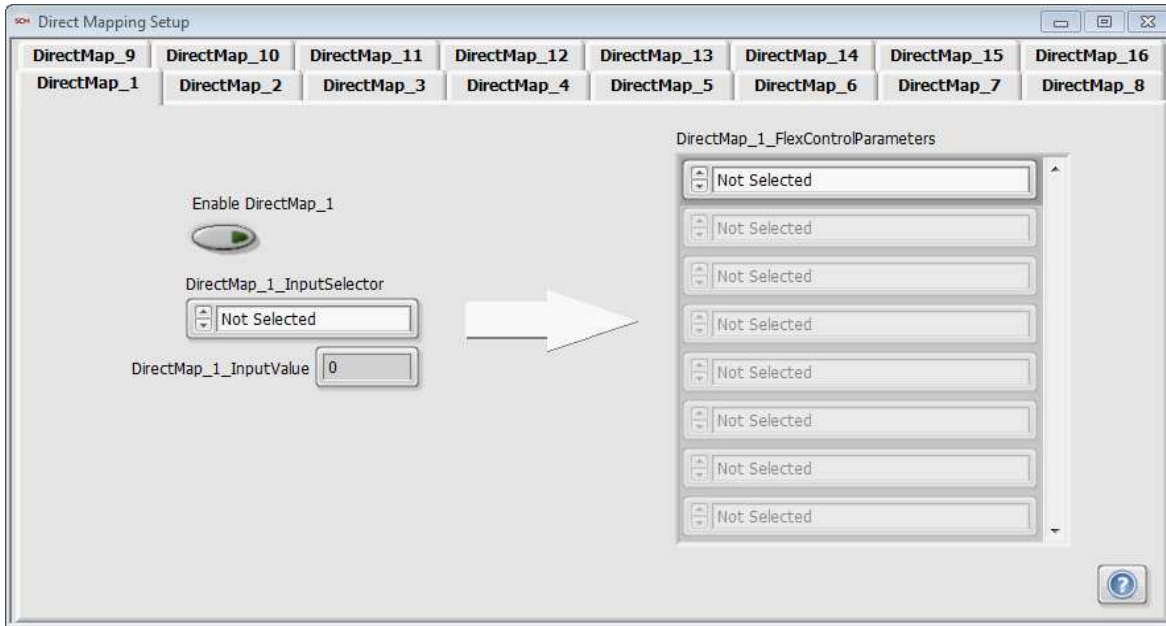 SCM Direct Mapping Setup
DirectMap_9 DirectMap_10 DirectMap_11 DirectMap_12 DirectMap_13 DirectMap_14 DirectMap_15 DirectMap_16
DirectMap_1 DirectMap_2 DirectMap_3 DirectMap_4 DirectMap_5 DirectMap_6 DirectMap_7 DirectMap_8
DirectMap_1_FlexControlParameters
Not Selected
Enable DirectMap_1
Not Selected
DirectMap_1_InputSelector
Not Selected
Not Selected
Not Selected
DirectMap_1_InputValue 0
Not Selected
Not Selected
Not Selected
Not Selected
?